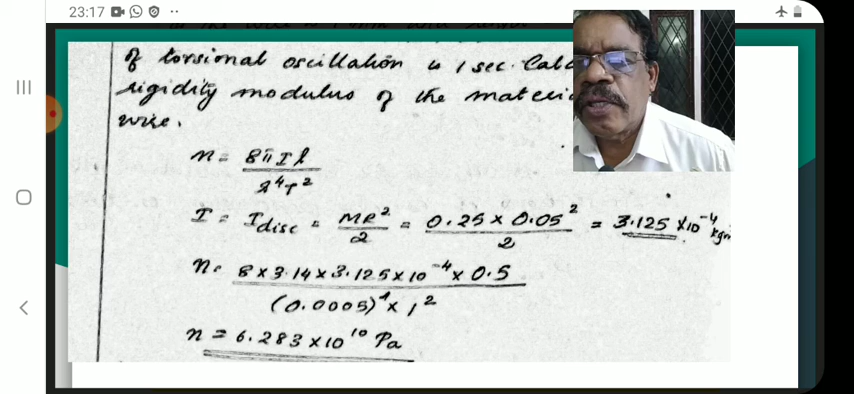 23:17
of torsional oscillation is 1 sec. Calc
rigidity modulus of the materi
wire.
n = 8πIl / r⁴T²
I = I disc = MR²/2 = 0.25 × 0.05²/2 = 3.125 × 10⁻⁴ kgm
n = 8 × 3.14 × 3.125 × 10⁻⁴ × 0.5 / (0.0005)⁴ × 1²
n = 6.283 × 10¹⁰ Pa